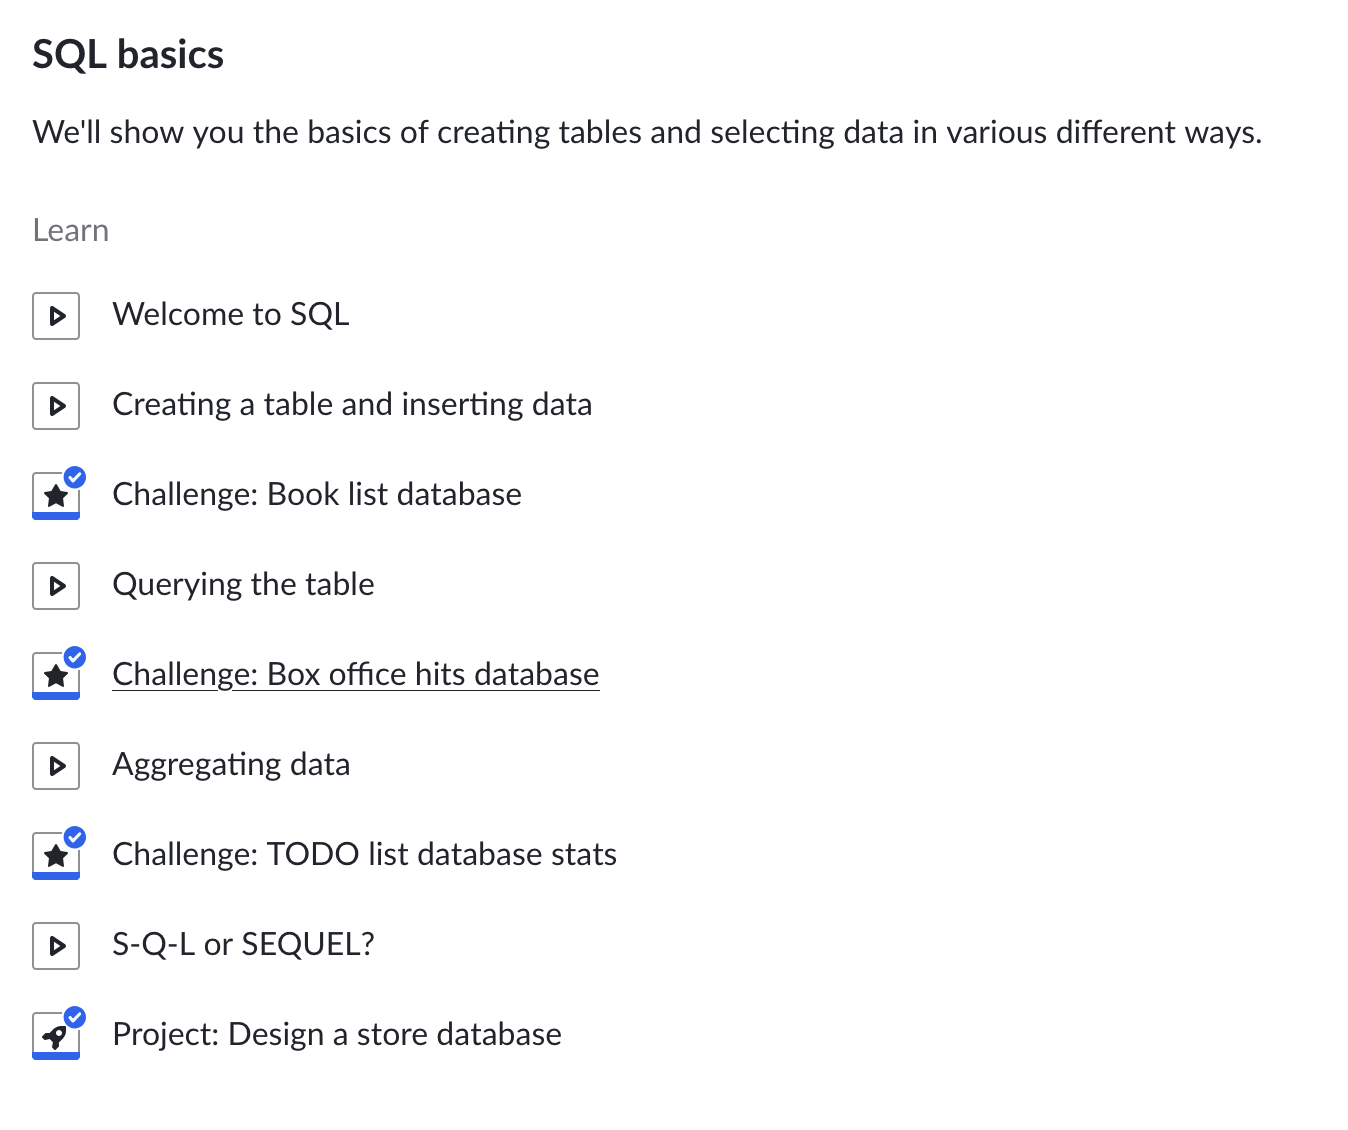 SQL basics
We'll show you the basics of creating tables and selecting data in various different ways.
Learn
Welcome to SQL
Creating a table and inserting data
Challenge: Book list database
Querying the table
Challenge: Box office hits database
Aggregating data
Challenge: TODO list database stats
S-Q-L or SEQUEL?
Project: Design a store database